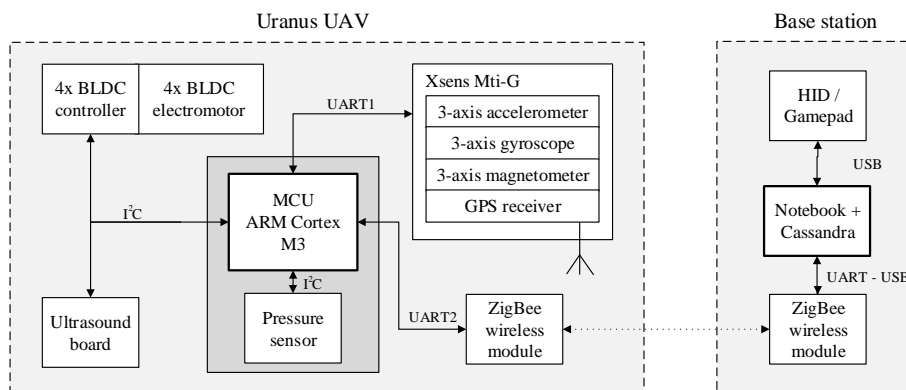 Uranus UAV
Base station
4x BLDC
controller
4x BLDC
electromotor
UART1
Xsens Mti-G
3-axis accelerometer
3-axis gyroscope
3-axis magnetometer
GPS receiver
HID /
Gamepad
USB
MCU
ARM Cortex
M3
I²C
I²C
Notebook +
Cassandra
UART - USB
Ultrasound
board
Pressure
sensor
UART2
ZigBee
wireless
module
ZigBee
wireless
module